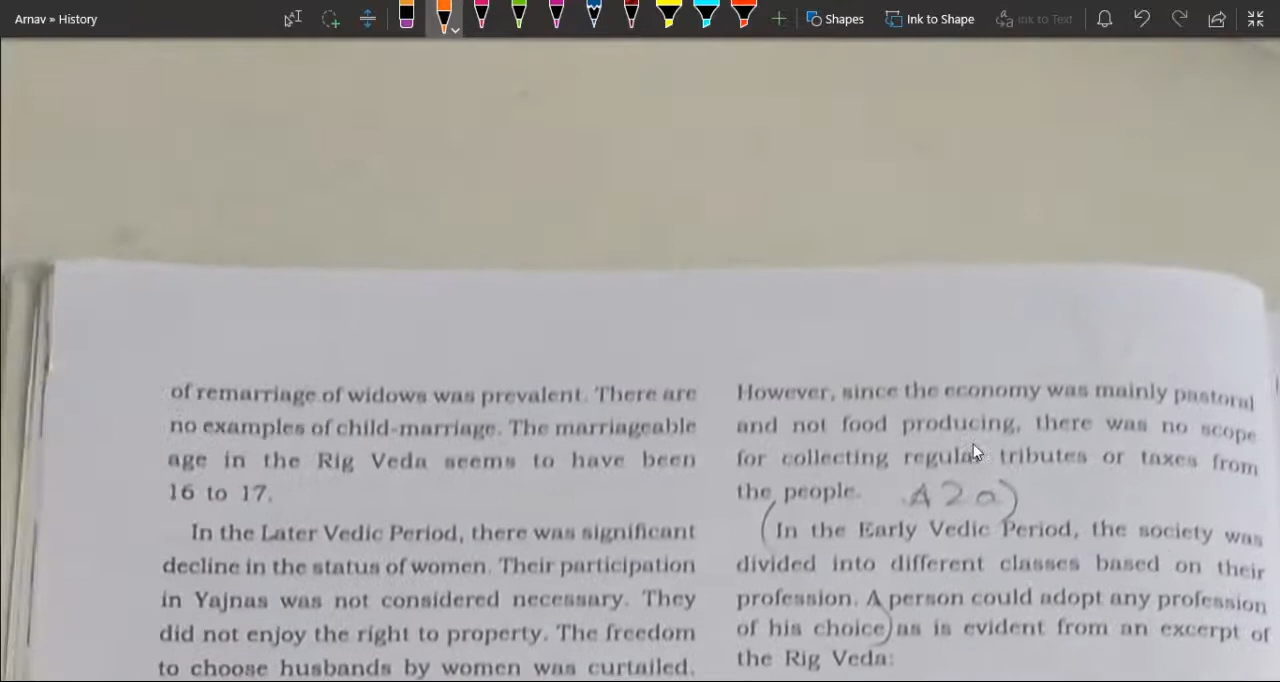 Arnav » History
Shapes
Ink to Shape
Ink to Text
of remarriage of widows was prevalent. There are
no examples of child-marriage. The marriageable
age in the Rig Veda seems to have been
16 to 17.
In the Later Vedic Period, there was significant
decline in the status of women. Their participation
in Yajnas was not considered necessary. They
did not enjoy the right to property. The freedom
to choose husbands by women was curtailed.
However, since the economy was mainly pastoral
and not food producing, there was no scope
for collecting regular tributes or taxes from
the people. A2a)
(In the Early Vedic Period, the society was
divided into different classes based on their
profession. A person could adopt any profession
of his choice) as is evident from an excerpt of
the Rig Veda: